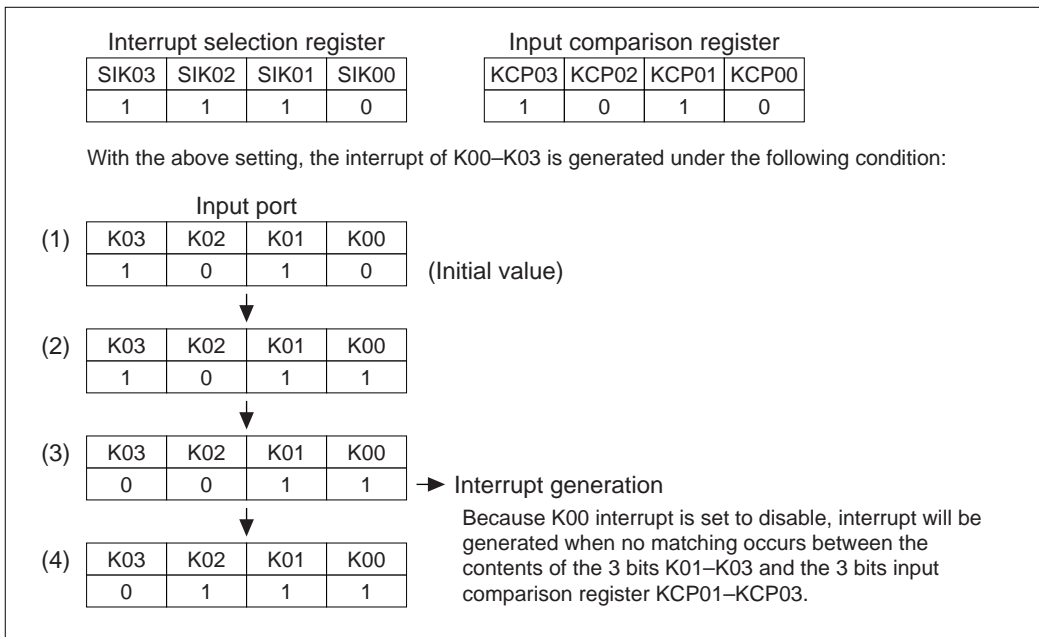 Interrupt selection register
SIK03 SIK02 SIK01 SIK00
1 1 1 0
Input comparison register
KCP03 KCP02 KCP01 KCP00
1 0 1 0
With the above setting, the interrupt of K00–K03 is generated under the following condition:
Input port
(1) K03 K02 K01 K00
1 0 1 0 (Initial value)
(2) K03 K02 K01 K00
1 0 1 1
(3) K03 K02 K01 K00
0 0 1 1 Interrupt generation
Because K00 interrupt is set to disable, interrupt will be
generated when no matching occurs between the
contents of the 3 bits K01–K03 and the 3 bits input
comparison register KCP01–KCP03.
(4) K03 K02 K01 K00
0 1 1 1